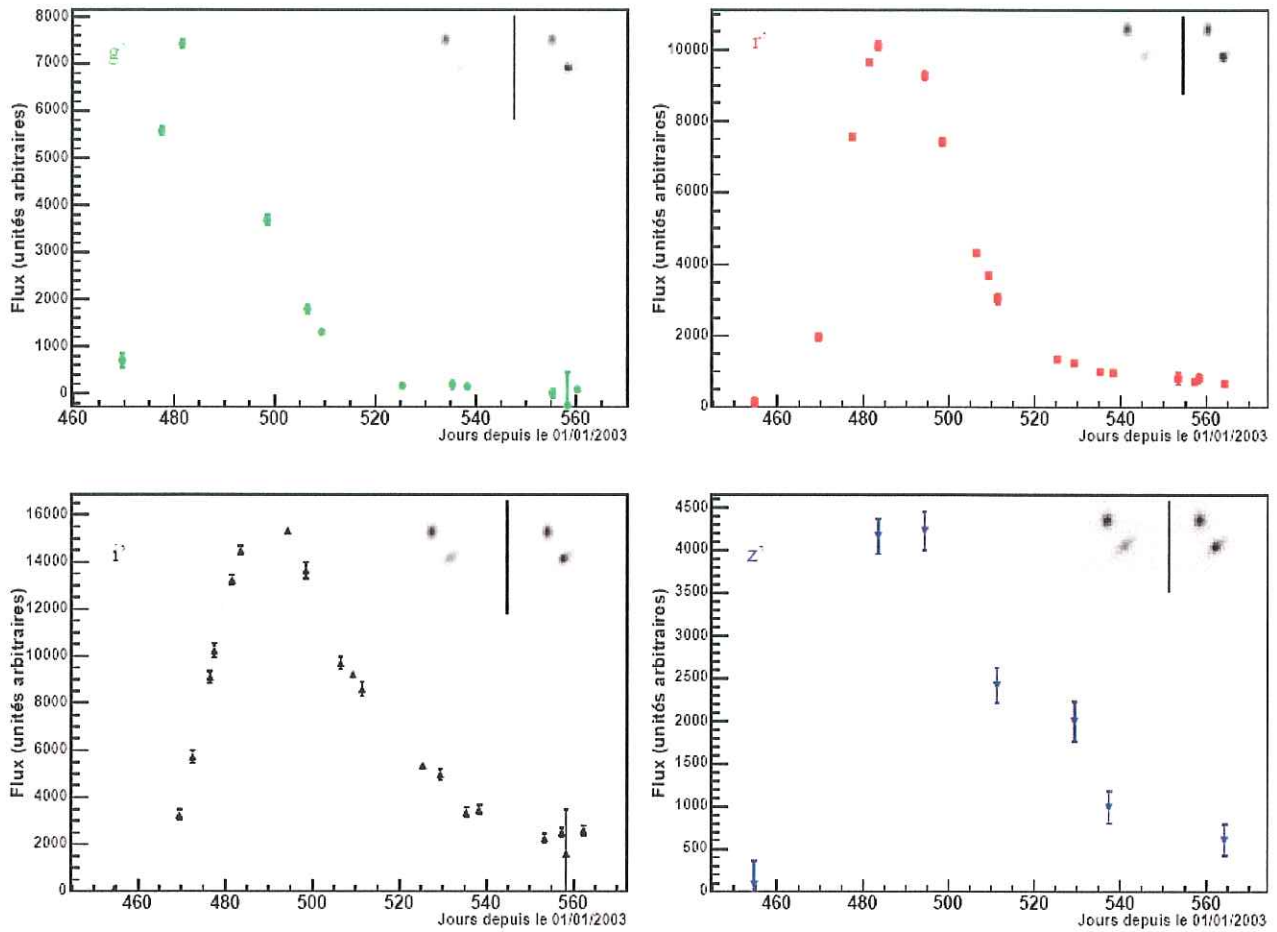 8000
7000
6000
5000
4000
3000
2000
1000
0
Flux (unités arbitraires)
g'
460 480 500 520 540 560
Jours depuis le 01/01/2003
10000
8000
6000
4000
2000
0
Flux (unités arbitraires)
r'
460 480 500 520 540 560
Jours depuis le 01/01/2003
16000
14000
12000
10000
8000
6000
4000
2000
0
Flux (unités arbitraires)
i'
460 480 500 520 540 560
Jours depuis le 01/01/2003
4500
4000
3500
3000
2500
2000
1500
1000
500
0
Flux (unités arbitraires)
z'
460 480 500 520 540 560
Jours depuis le 01/01/2003